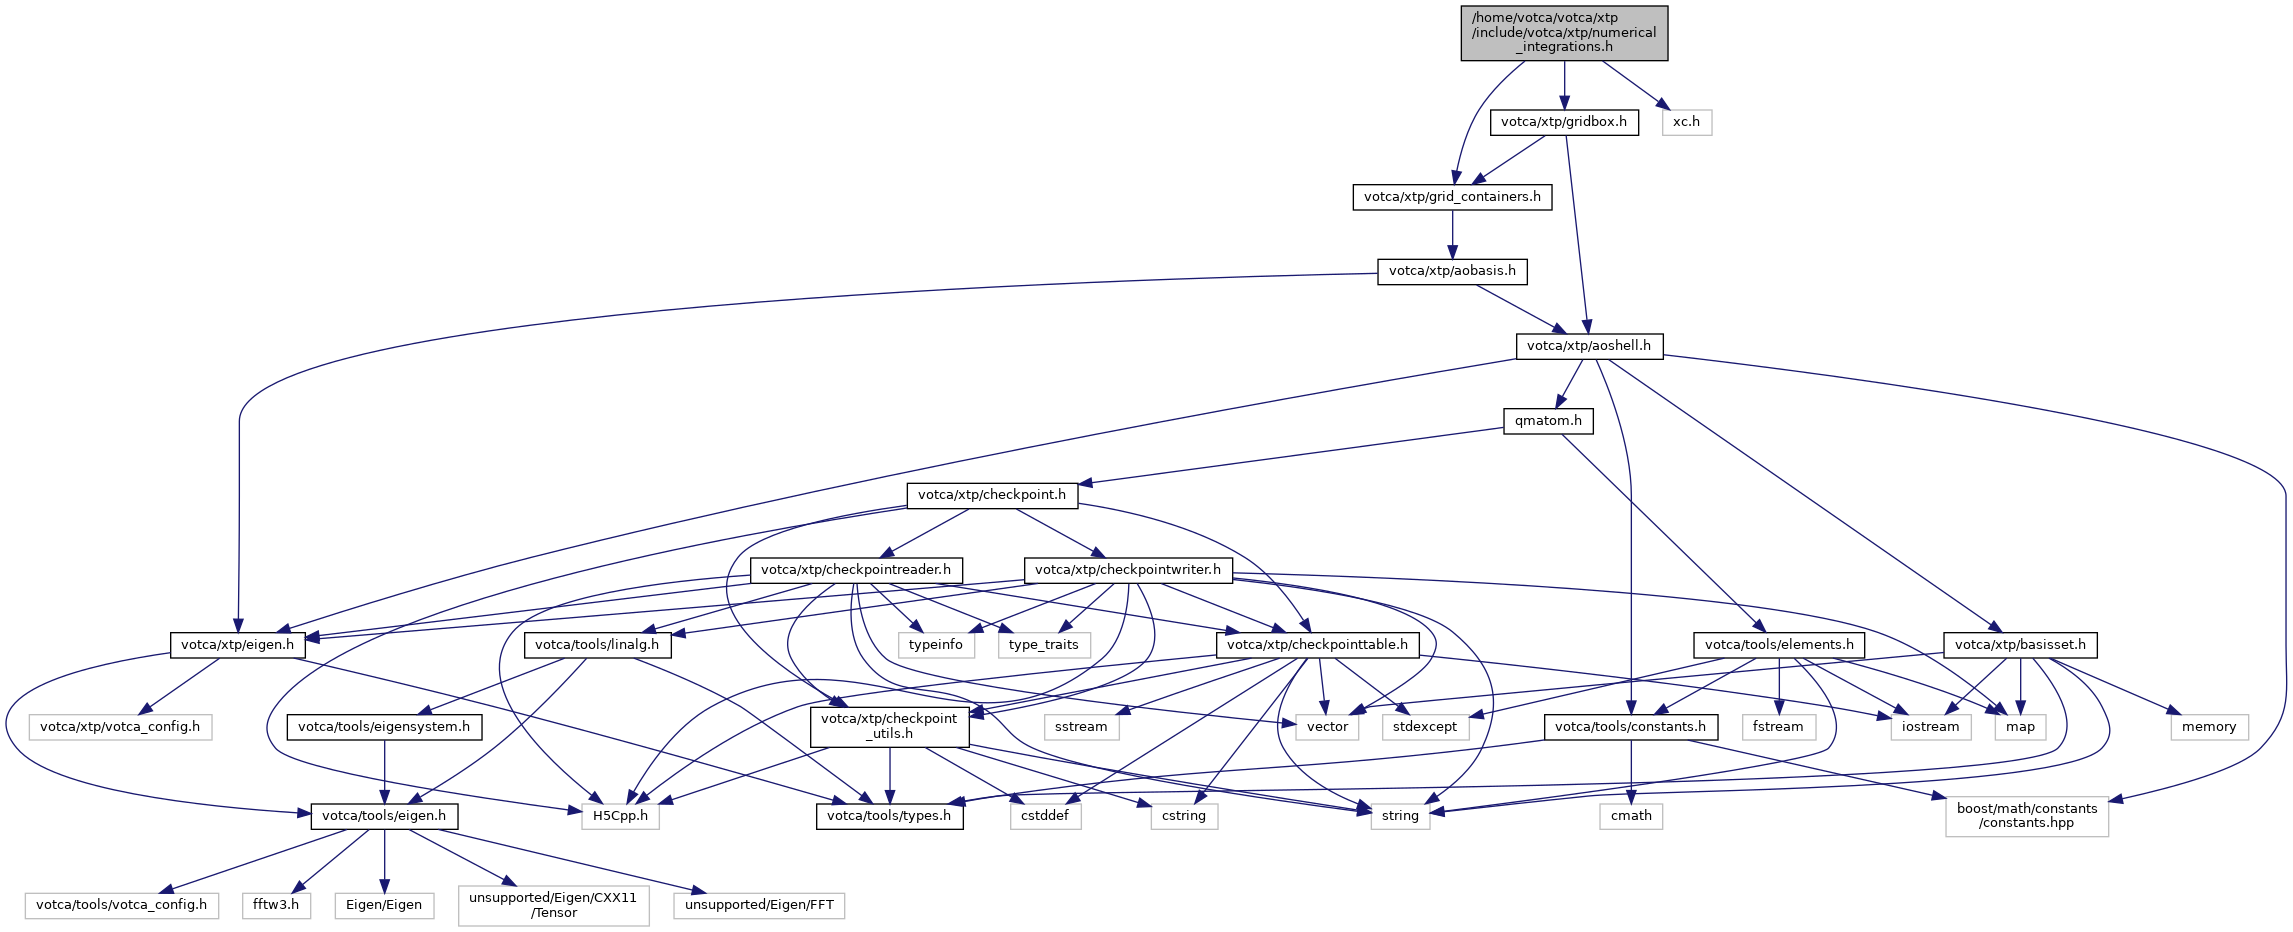 /home/votca/votca/xtp
/include/votca/xtp/numerical
_integrations.h
votca/xtp/gridbox.h
xc.h
votca/xtp/grid_containers.h
votca/xtp/aobasis.h
votca/xtp/aoshell.h
qmatom.h
votca/xtp/checkpoint.h
votca/xtp/checkpointreader.h
votca/xtp/checkpointwriter.h
votca/xtp/eigen.h
votca/tools/linalg.h
typeinfo
type_traits
votca/xtp/checkpointtable.h
votca/tools/elements.h
votca/xtp/basisset.h
votca/xtp/votca_config.h
votca/tools/eigensystem.h
votca/xtp/checkpoint
_utils.h
sstream
vector
stdexcept
votca/tools/constants.h
fstream
iostream
map
memory
votca/tools/eigen.h
H5Cpp.h
votca/tools/types.h
cstddef
cstring
string
cmath
boost/math/constants
/constants.hpp
votca/tools/votca_config.h
fftw3.h
Eigen/Eigen
unsupported/Eigen/CXX11
/Tensor
unsupported/Eigen/FFT